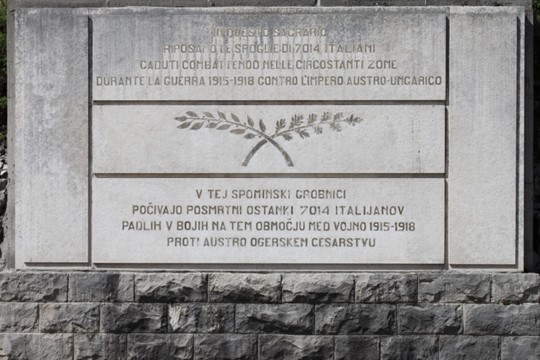 IN QUESTO SACRARIO
RIPOSANO LE SPOGLIE DI 7014 ITALIANI
CADUTI COMBATTENDO NELLE CIRCOSTANTI ZONE
DURANTE LA GUERRA 1915-1918 CONTRO L'IMPERO AUSTRO-UNGARICO
V TEJ SPOMINSKI GROBNICI
POČIVAJO POSMRTNI OSTANKI 7014 ITALIJANOV
PADLIH V BOJIH NA TEM OBMOČJU MED VOJNO 1915-1918
PROTI AUSTRO OGERSKEM CESARSTVU